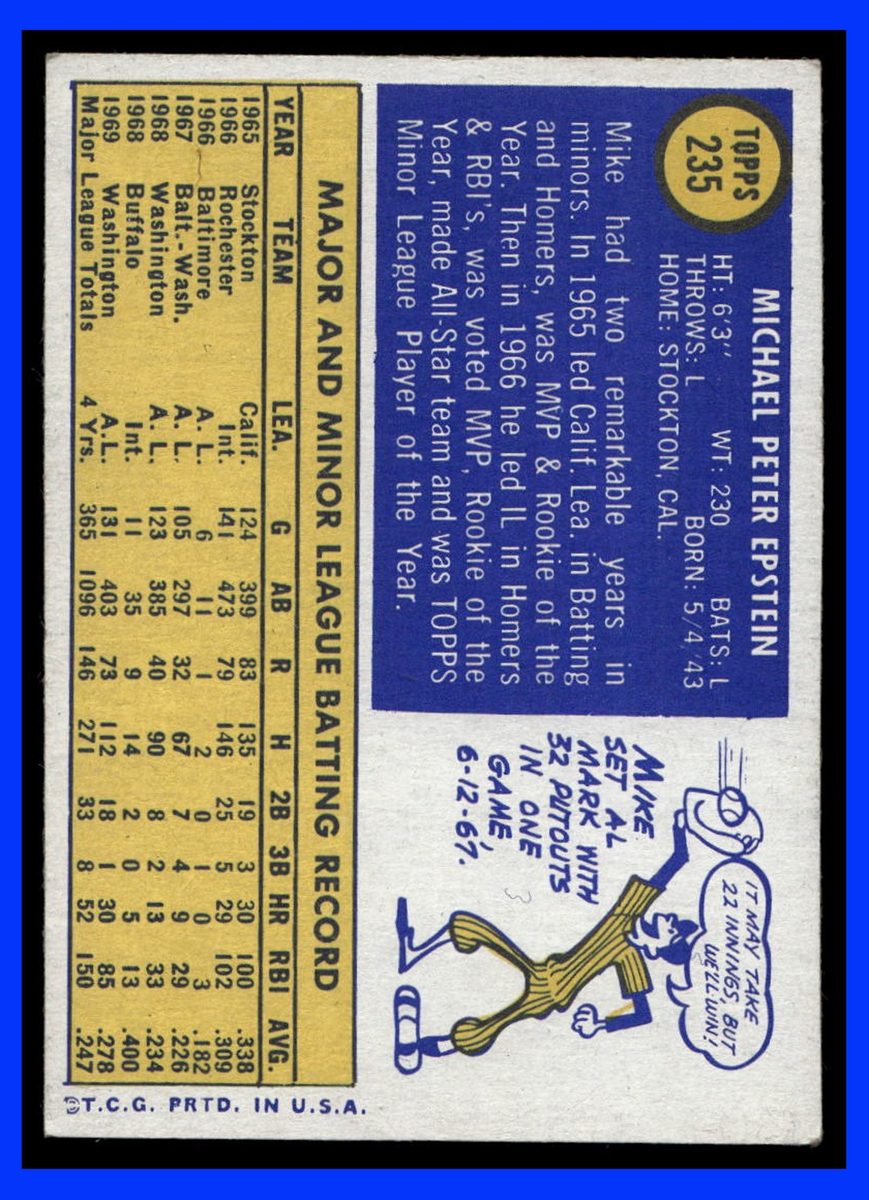 TOPPS
235
MICHAEL PETER EPSTEIN
HT: 6'3" WT: 230 BATS: L
THROWS: L BORN: 5/4/43
HOME: STOCKTON, CAL.
Mike had two remarkable years in
minors. In 1965 led Calif. Lea. in Batting
and Homers, was MVP & Rookie of the
Year. Then in 1966 he led IL in Homers
& RBI's, was voted MVP, Rookie of the
Year, made All-Star team and was TOPPS
Minor League Player of the Year.
IT MAY TAKE
22 INNINGS, BUT
WE'LL WIN!
MIKE
SET AL
MARK WITH
32 PUTOUTS
IN ONE
GAME,
6-12-67.
MAJOR AND MINOR LEAGUE BATTING RECORD
YEAR TEAM LEA. G AB R H 2B 3B HR RBI AVG.
1965 Stockton Calif. 124 399 83 135 19 3 30 100 .338
1966 Rochester Int. 141 473 79 146 25 5 29 102 .309
1966 Baltimore A. L. 6 11 1 2 0 1 0 3 .182
1967 Balt.-Wash. A. L. 105 297 32 67 7 4 9 29 .226
1968 Washington A. L. 123 385 40 90 8 2 13 33 .234
1968 Buffalo Int. 11 35 9 14 2 0 5 13 .400
1969 Washington A.L. 131 403 73 112 18 1 30 85 .278
Major League Totals 4 Yrs. 365 1096 146 271 33 8 52 150 .247
©T.C.G. PRTD. IN U.S.A.